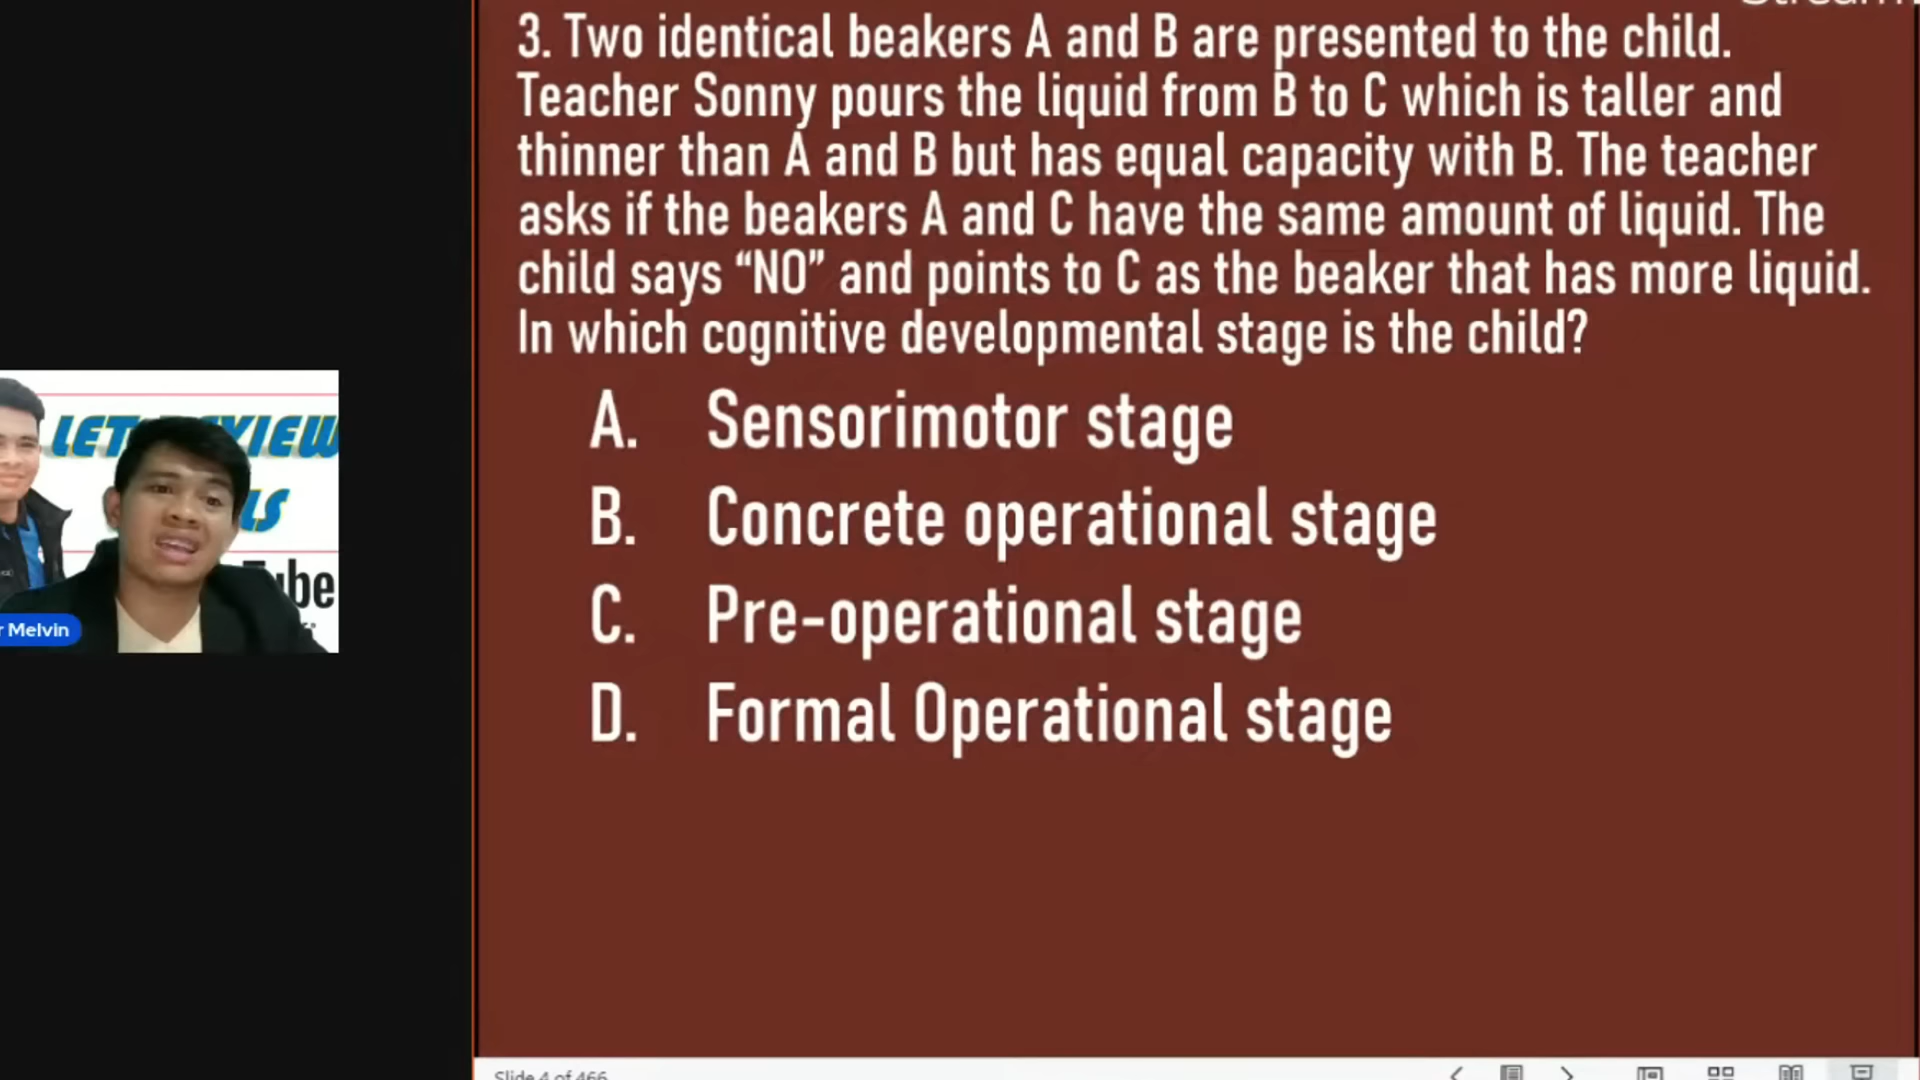 3. Two identical beakers A and B are presented to the child.
Teacher Sonny pours the liquid from B to C which is taller and
thinner than A and B but has equal capacity with B. The teacher
asks if the beakers A and C have the same amount of liquid. The
child says “NO” and points to C as the beaker that has more liquid.
In which cognitive developmental stage is the child?
A. Sensorimotor stage
B. Concrete operational stage
C. Pre-operational stage
D. Formal Operational stage
Melvin
Slide 4 of 466